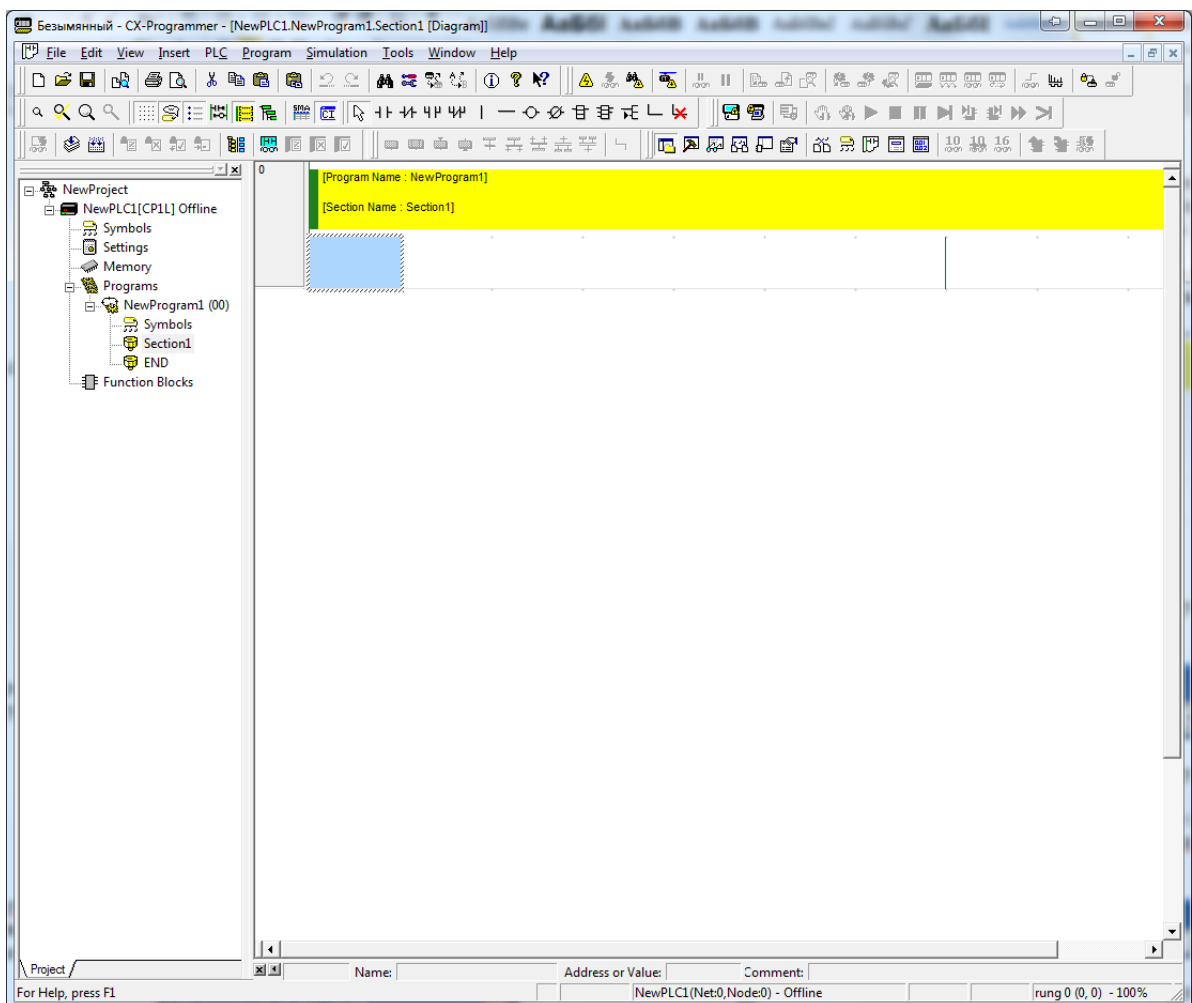 Безымянный - CX-Programmer - [NewPLC1.NewProgram1.Section1 [Diagram]]
File Edit View Insert PLC Program Simulation Tools Window Help
10 10 16
NewProject
NewPLC1[CP1L] Offline
Symbols
Settings
Memory
Programs
NewProgram1 (00)
Symbols
Section1
END
Function Blocks
0
[Program Name : NewProgram1]
[Section Name : Section1]
Project
Name: Address or Value: Comment:
For Help, press F1 NewPLC1(Net:0,Node:0) - Offline rung 0 (0, 0) - 100%